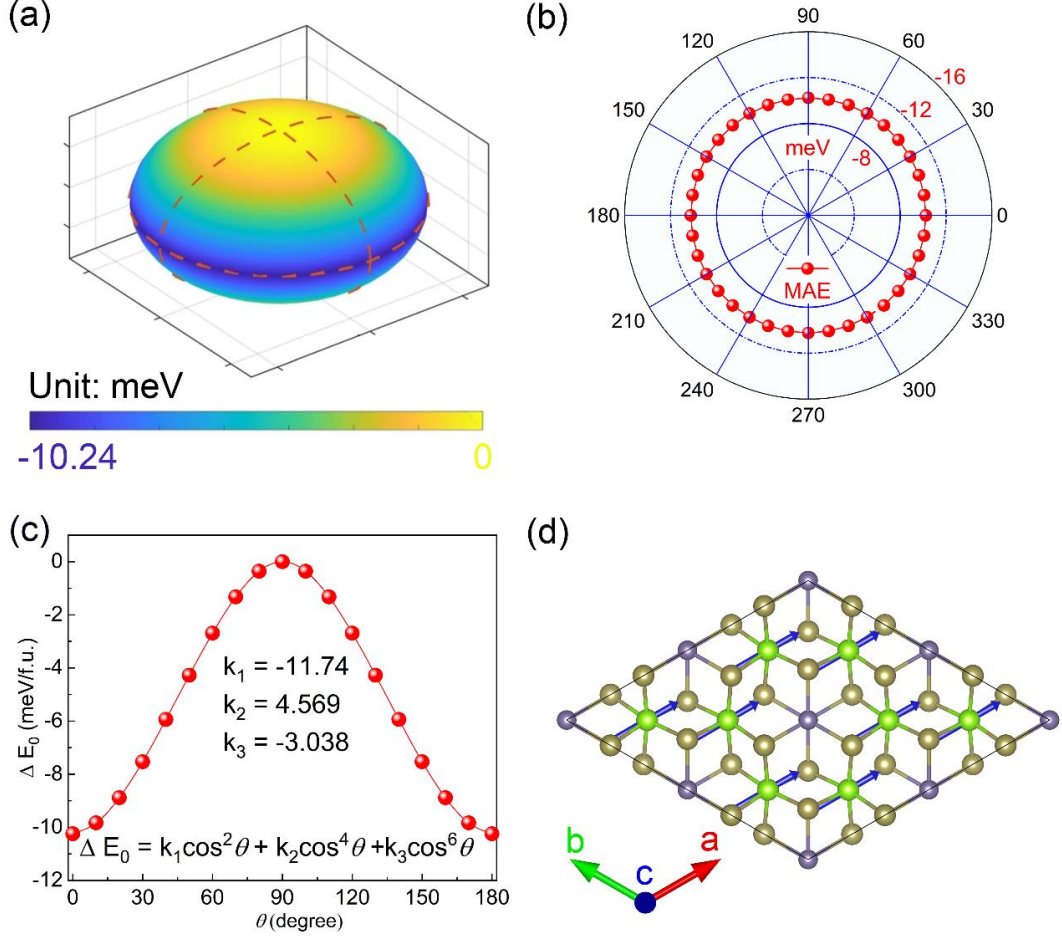 (a)
Unit: meV
-10.24 0
(b)
90
120 60
-16
150 -12 30
meV -8
180 0
MAE
210 330
240 300
270
(c)
0
-2
-4
-6
-8
-10
-12
Δ E₀ (meV/f.u.)
k₁ = -11.74
k₂ = 4.569
k₃ = -3.038
Δ E₀ = k₁cos²θ + k₂cos⁴θ +k₃cos⁶θ
0 30 60 90 120 150 180
θ (degree)
(d)
b c a